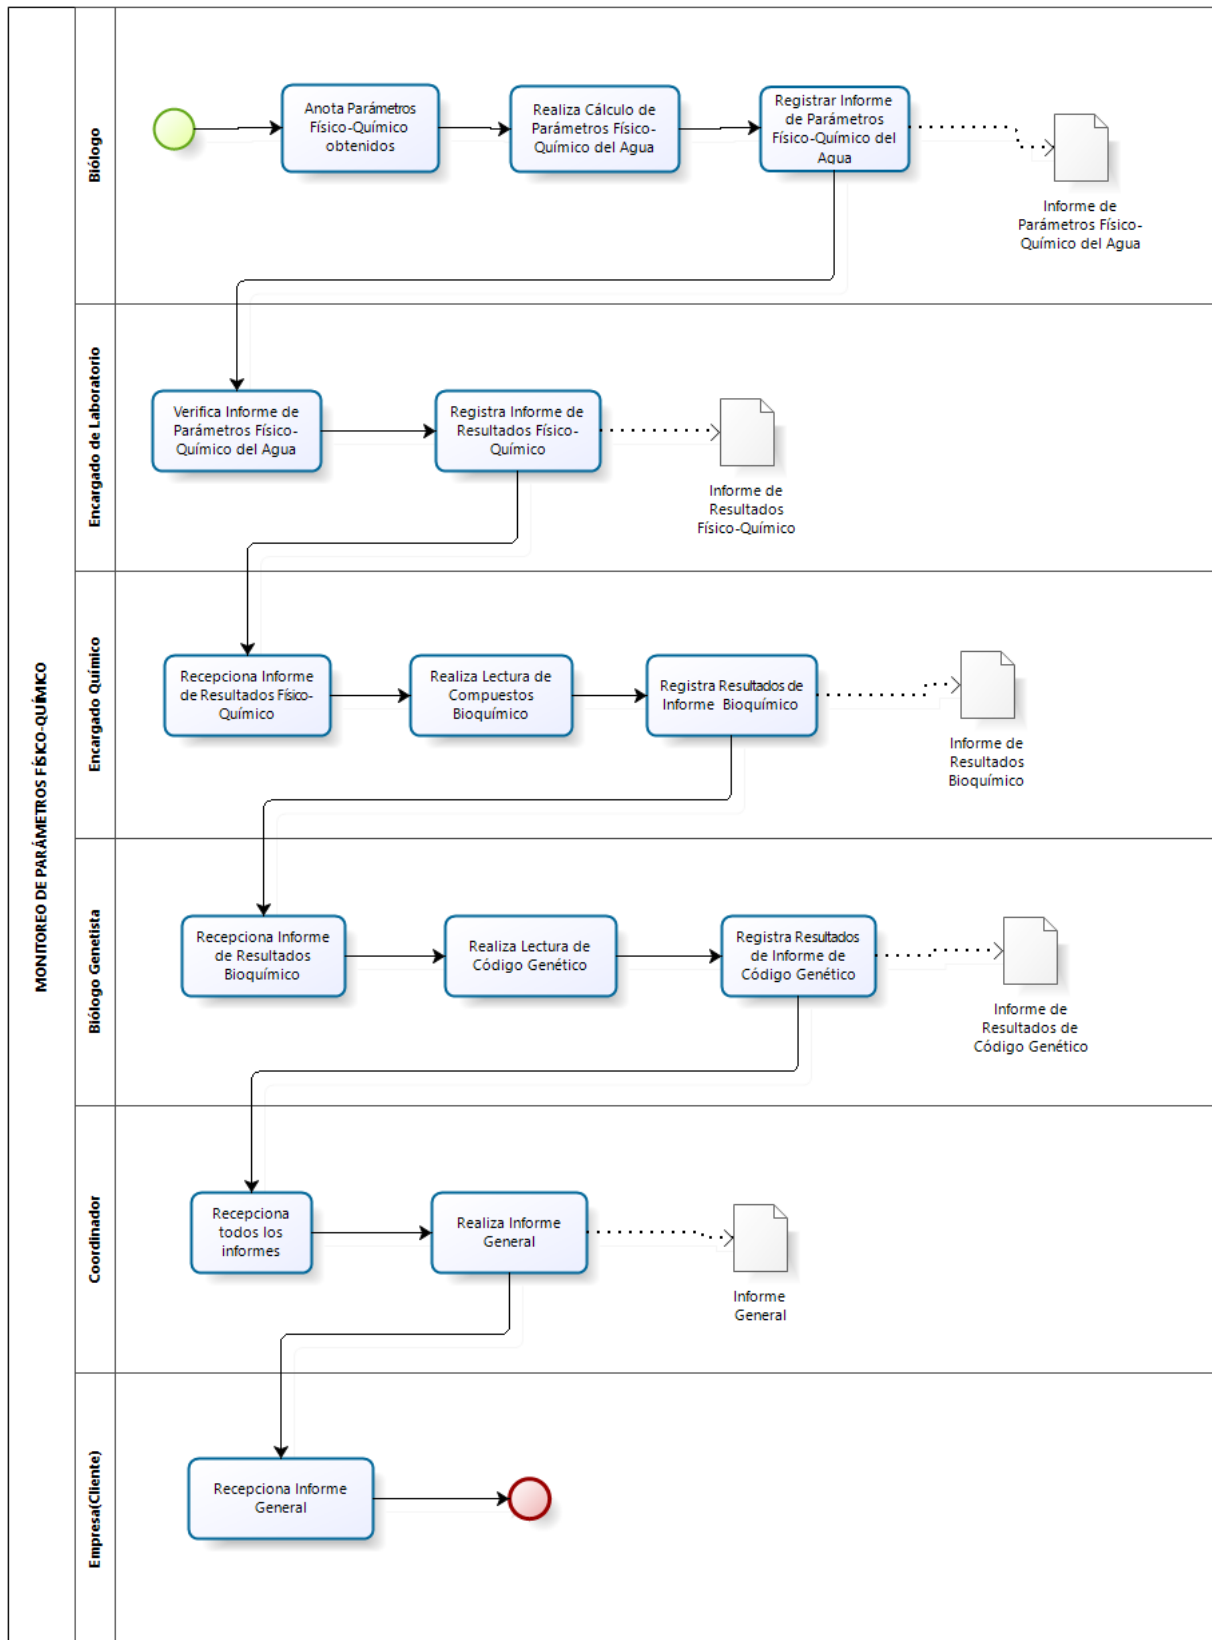 MONITOREO DE PARÁMETROS FÍSICO-QUÍMICO
Biólogo
Anota Parámetros
Físico-Químico
obtenidos
Realiza Cálculo de
Parámetros Físico-
Químico del Agua
Registrar Informe
de Parámetros
Físico-Químico del
Agua
Informe de
Parámetros Físico-
Químico del Agua
Encargado de Laboratorio
Verifica Informe de
Parámetros Físico-
Químico del Agua
Registra Informe de
Resultados Físico-
Químico
Informe de
Resultados
Físico-Químico
Encargado Químico
Recepciona Informe
de Resultados Físico-
Químico
Realiza Lectura de
Compuestos
Bioquímico
Registra Resultados de
Informe Bioquímico
Informe de
Resultados
Bioquímico
Biólogo Genetista
Recepciona Informe
de Resultados
Bioquímico
Realiza Lectura de
Código Genético
Registra Resultados
de Informe de
Código Genético
Informe de
Resultados de
Código Genético
Coordinador
Recepciona
todos los
informes
Realiza Informe
General
Informe
General
Empresa(Cliente)
Recepciona Informe
General